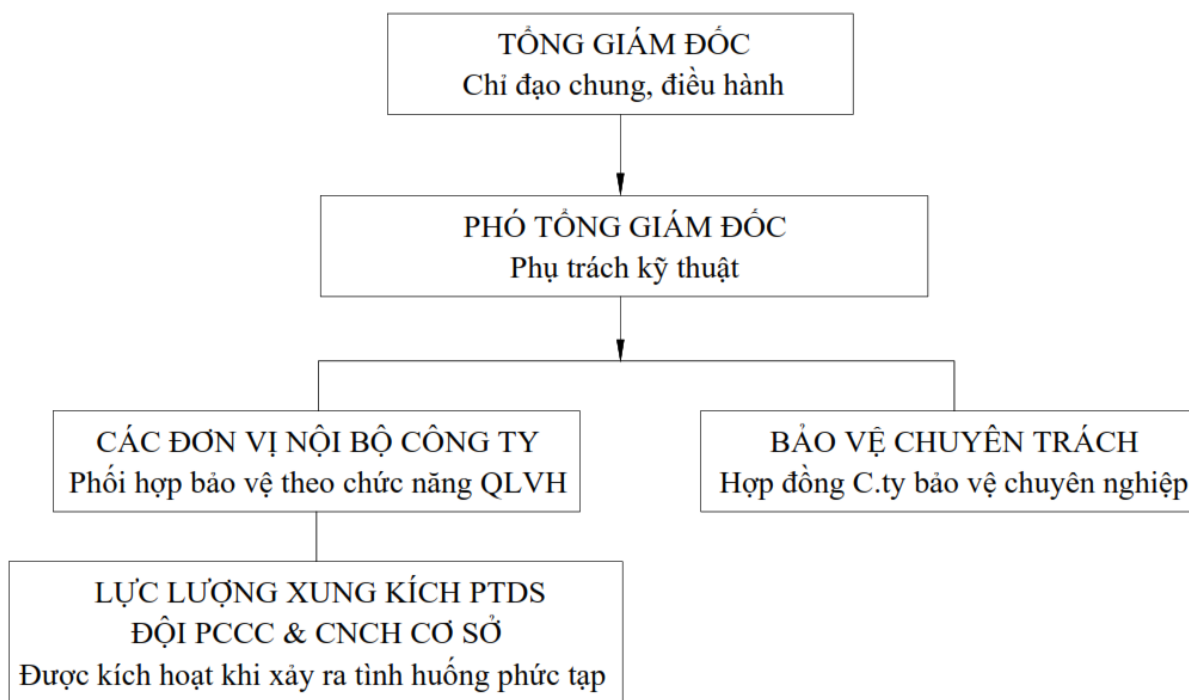 TỔNG GIÁM ĐỐC
Chỉ đạo chung, điều hành
PHÓ TỔNG GIÁM ĐỐC
Phụ trách kỹ thuật
CÁC ĐƠN VỊ NỘI BỘ CÔNG TY
Phối hợp bảo vệ theo chức năng QLVH
BẢO VỆ CHUYÊN TRÁCH
Hợp đồng C.ty bảo vệ chuyên nghiệp
LỰC LƯỢNG XUNG KÍCH PTDS
ĐỘI PCCC & CNCH CƠ SỞ
Được kích hoạt khi xảy ra tình huống phức tạp